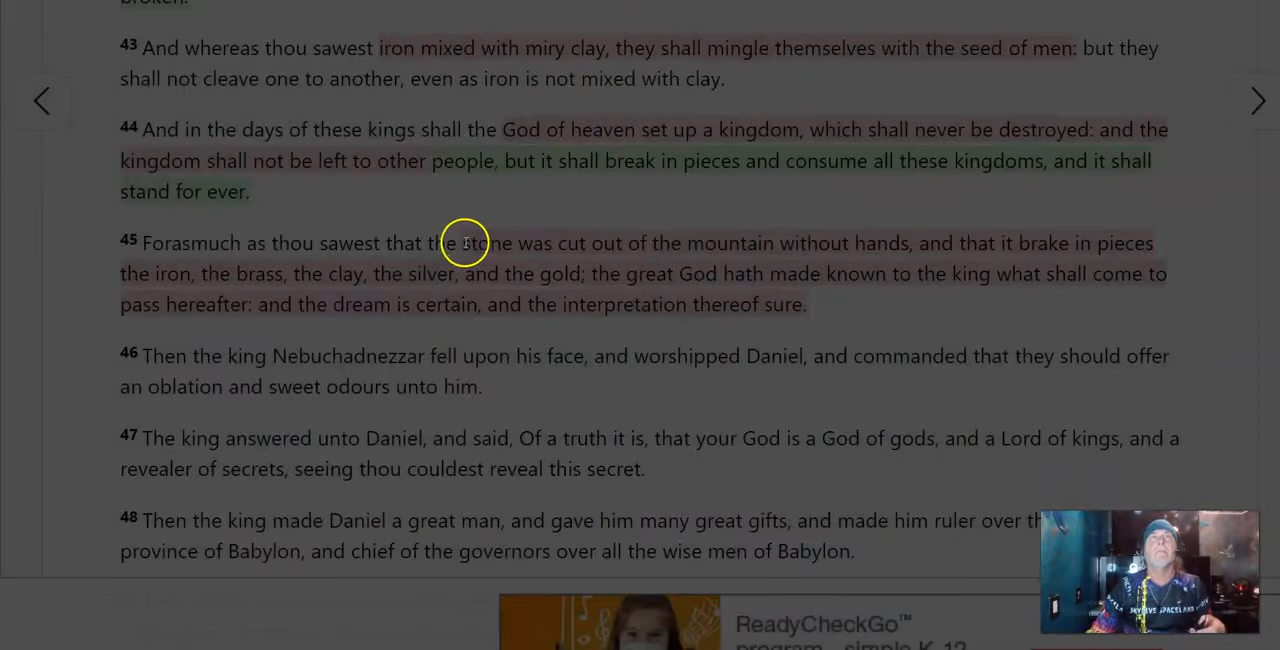 broken.
43 And whereas thou sawest iron mixed with miry clay, they shall mingle themselves with the seed of men: but they
shall not cleave one to another, even as iron is not mixed with clay.
44 And in the days of these kings shall the God of heaven set up a kingdom, which shall never be destroyed: and the
kingdom shall not be left to other people, but it shall break in pieces and consume all these kingdoms, and it shall
stand for ever.
45 Forasmuch as thou sawest that the stone was cut out of the mountain without hands, and that it brake in pieces
the iron, the brass, the clay, the silver, and the gold; the great God hath made known to the king what shall come to
pass hereafter: and the dream is certain, and the interpretation thereof sure.
46 Then the king Nebuchadnezzar fell upon his face, and worshipped Daniel, and commanded that they should offer
an oblation and sweet odours unto him.
47 The king answered unto Daniel, and said, Of a truth it is, that your God is a God of gods, and a Lord of kings, and a
revealer of secrets, seeing thou couldest reveal this secret.
48 Then the king made Daniel a great man, and gave him many great gifts, and made him ruler over
province of Babylon, and chief of the governors over all the wise men of Babylon.
ReadyCheckGo™
program - simple K-12